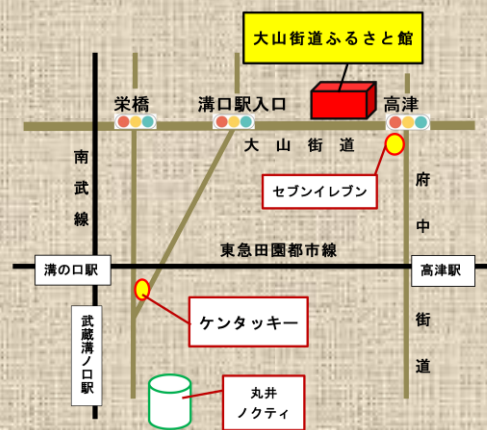 大山街道ふるさと館
栄橋
溝口駅入口
高津
大山街道
南武線
セブンイレブン
府中
東急田園都市線
溝の口駅
高津駅
ケンタッキー
武蔵溝ノ口駅
街道
丸井
ノクティ